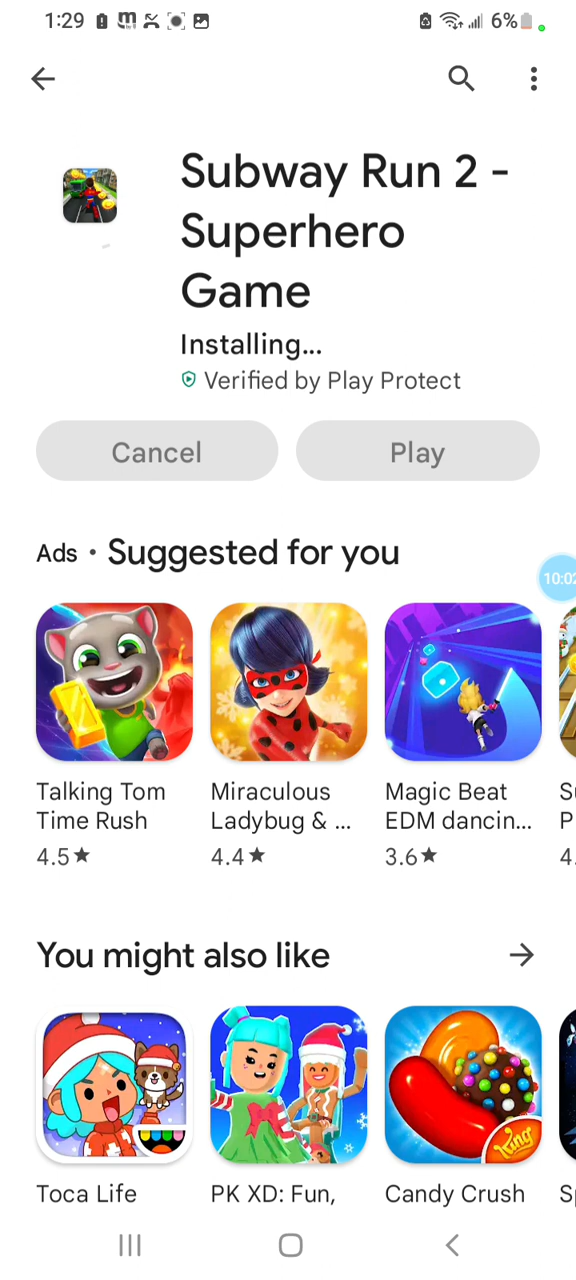 1:29
6%
Subway Run 2 -
Superhero
Game
Installing...
Verified by Play Protect
Cancel
Play
Ads • Suggested for you
10:02
Talking Tom
Time Rush
4.5★
Miraculous
Ladybug & ...
4.4★
Magic Beat
EDM dancin...
3.6★
You might also like
King
Toca Life
PK XD: Fun,
Candy Crush